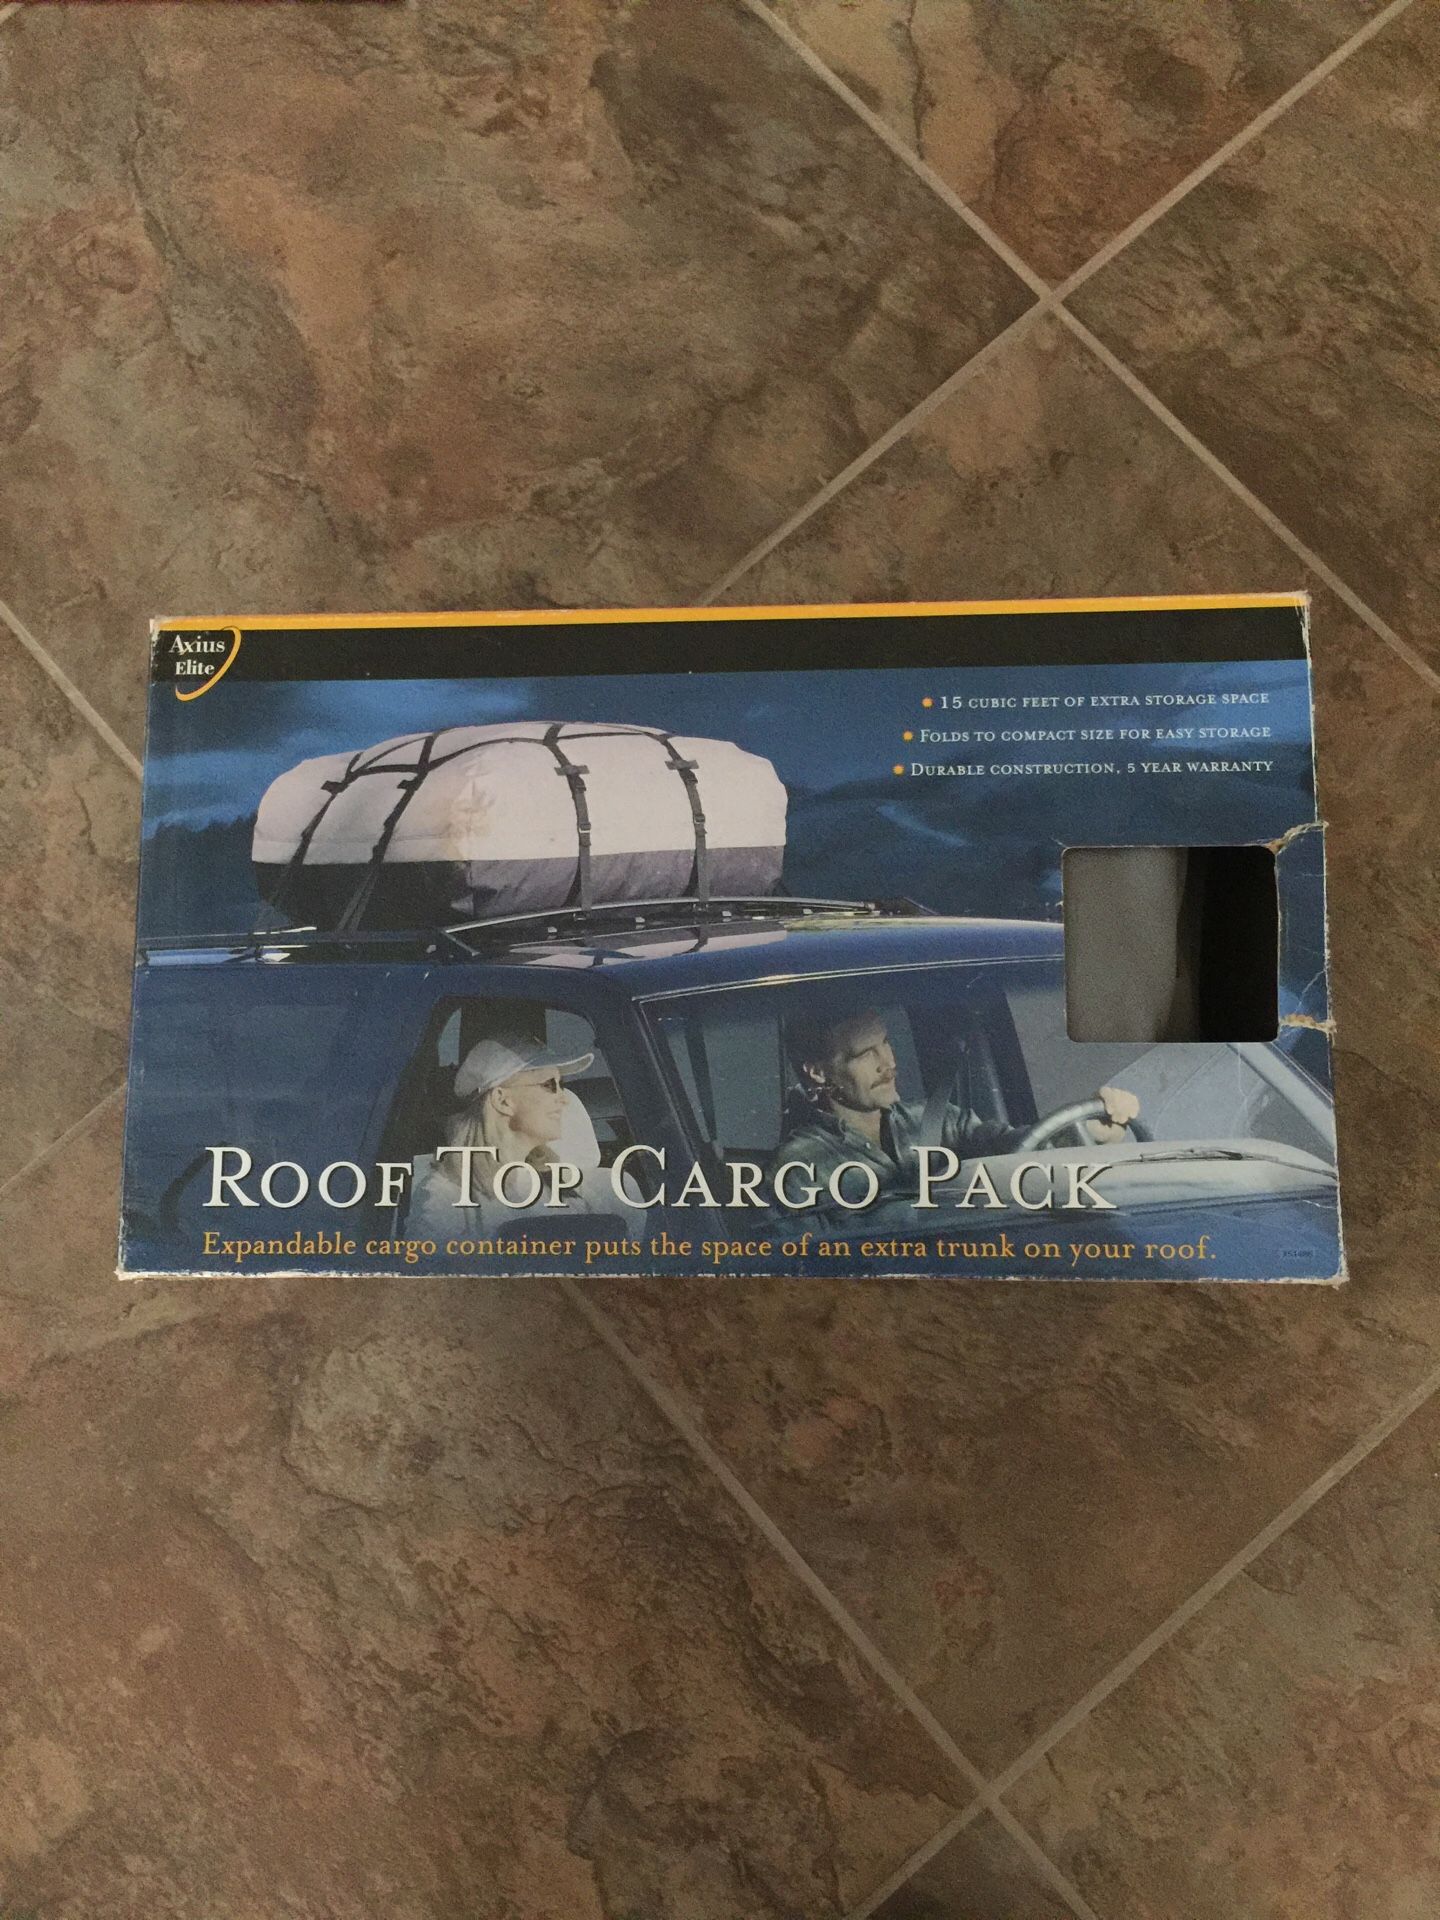 Axius
Elite
15 CUBIC FEET OF EXTRA STORAGE SPACE
FOLDS TO COMPACT SIZE FOR EASY STORAGE
DURABLE CONSTRUCTION, 5 YEAR WARRANTY
ROOF TOP CARGO PACK
Expandable cargo container puts the space of an extra trunk on your roof.